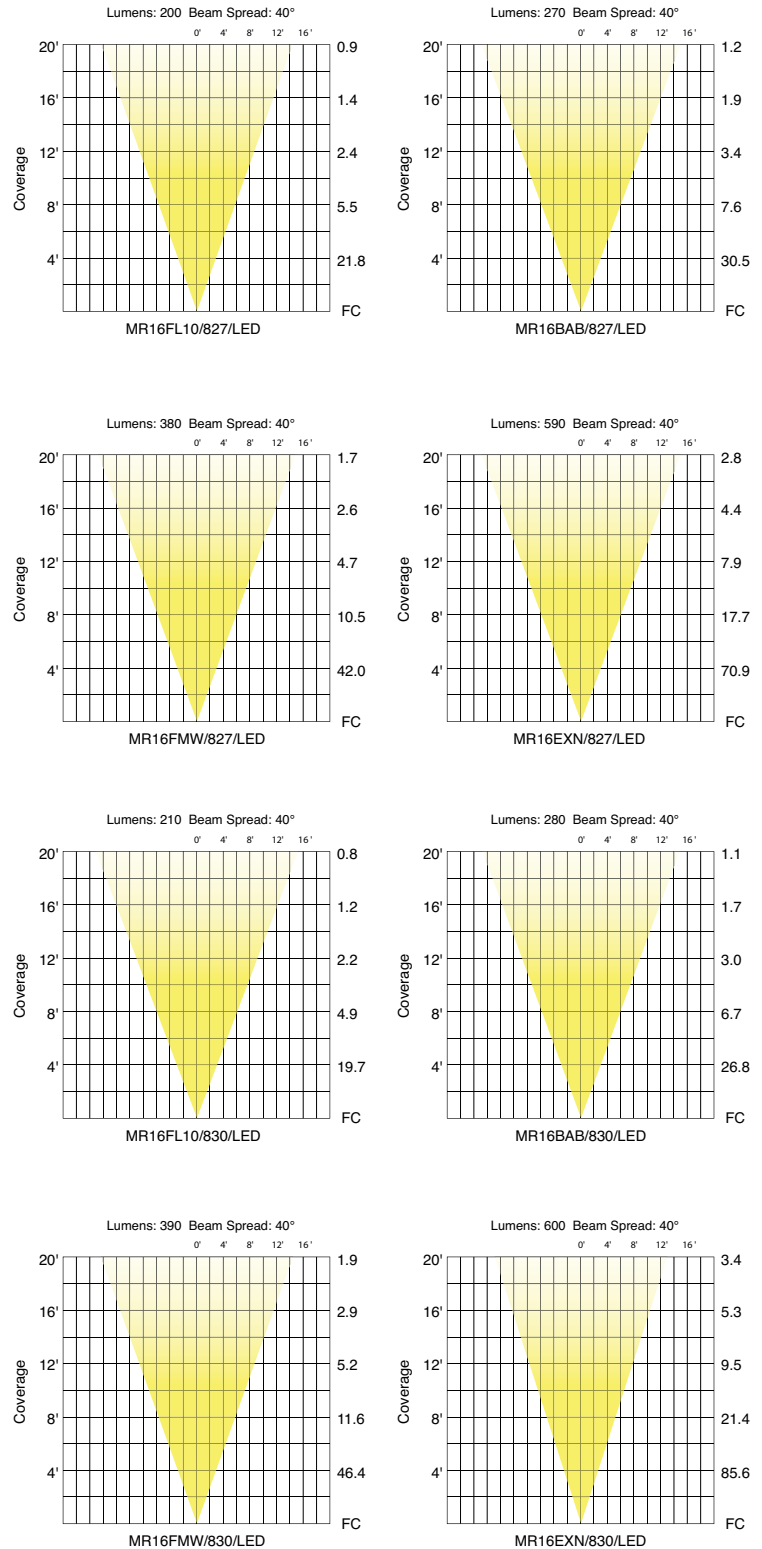 Lumens: 200 Beam Spread: 40°
0' 4' 8' 12' 16'
20' 0.9
16' 1.4
12' 2.4
8' 5.5
4' 21.8
Coverage
FC
MR16FL10/827/LED
Lumens: 270 Beam Spread: 40°
0' 4' 8' 12' 16'
20' 1.2
16' 1.9
12' 3.4
8' 7.6
4' 30.5
Coverage
FC
MR16BAB/827/LED
Lumens: 380 Beam Spread: 40°
0' 4' 8' 12' 16'
20' 1.7
16' 2.6
12' 4.7
8' 10.5
4' 42.0
Coverage
FC
MR16FMW/827/LED
Lumens: 590 Beam Spread: 40°
0' 4' 8' 12' 16'
20' 2.8
16' 4.4
12' 7.9
8' 17.7
4' 70.9
Coverage
FC
MR16EXN/827/LED
Lumens: 210 Beam Spread: 40°
0' 4' 8' 12' 16'
20' 0.8
16' 1.2
12' 2.2
8' 4.9
4' 19.7
Coverage
FC
MR16FL10/830/LED
Lumens: 280 Beam Spread: 40°
0' 4' 8' 12' 16'
20' 1.1
16' 1.7
12' 3.0
8' 6.7
4' 26.8
Coverage
FC
MR16BAB/830/LED
Lumens: 390 Beam Spread: 40°
0' 4' 8' 12' 16'
20' 1.9
16' 2.9
12' 5.2
8' 11.6
4' 46.4
Coverage
FC
MR16FMW/830/LED
Lumens: 600 Beam Spread: 40°
0' 4' 8' 12' 16'
20' 3.4
16' 5.3
12' 9.5
8' 21.4
4' 85.6
Coverage
FC
MR16EXN/830/LED